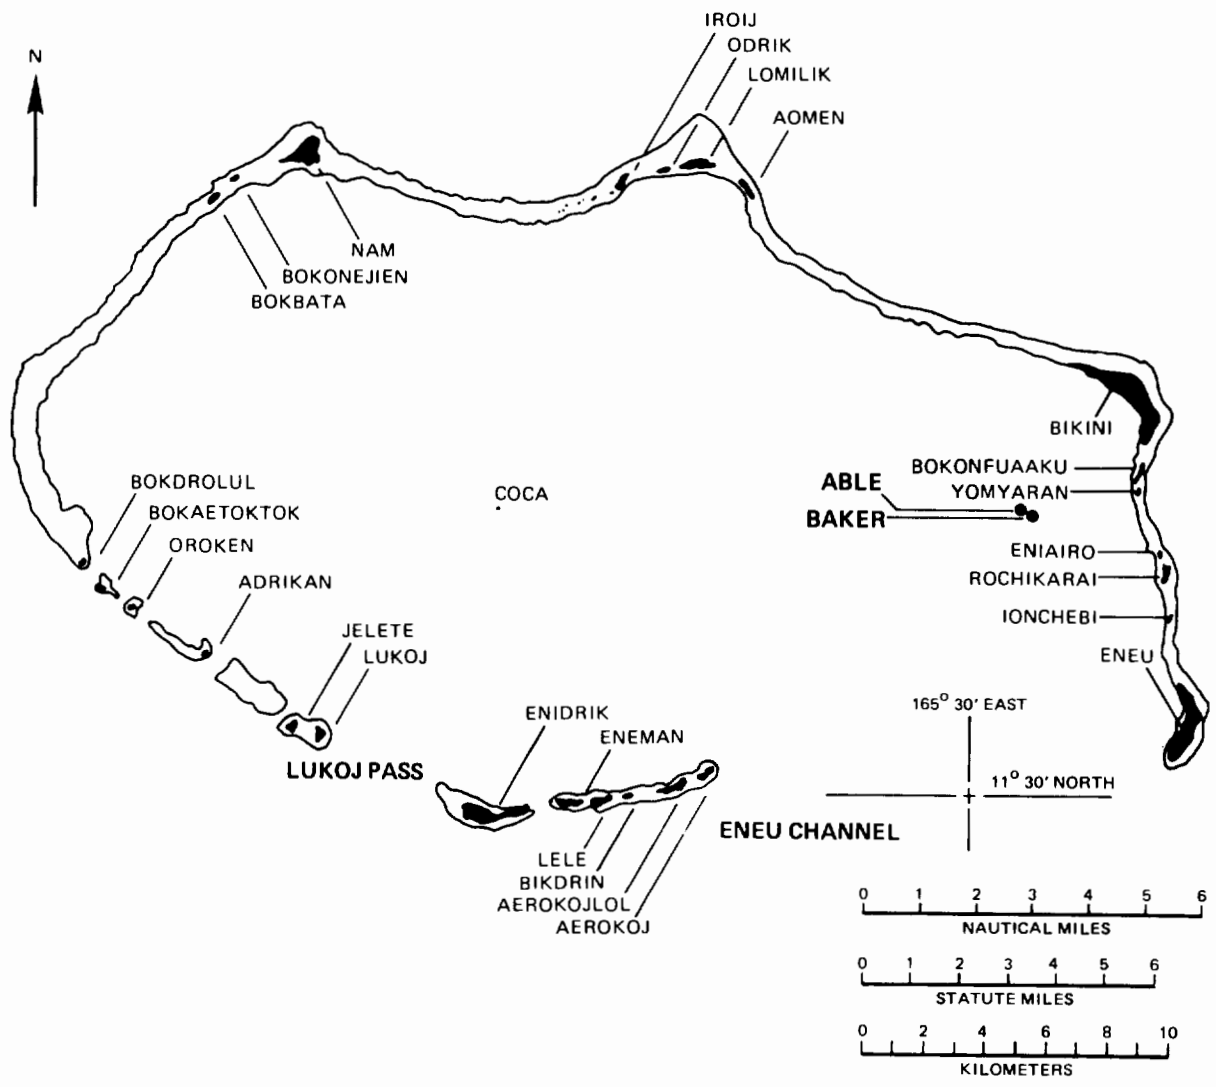 IROIJ
ODRIK
LOMILIK
AOMEN
N
NAM
BOKONEJIEN
BOKBATA
BIKINI
BOKONFUAAKU
YOMYARAN
ABLE
BAKER
COCA
BOKDROLUL
BOKAETOKTOK
OROKEN
ADRIKAN
JELETE
LUKOJ
ENIAIRO
ROCHIKARAI
IONCHEBI
ENEU
165° 30' EAST
11° 30' NORTH
ENIDRIK
ENEMAN
LUKOJ PASS
ENEU CHANNEL
LELE
BIKDRIN
AEROKOJLOL
AEROKOJ
0 1 2 3 4 5 6
NAUTICAL MILES
0 1 2 3 4 5 6
STATUTE MILES
0 2 4 6 8 10
KILOMETERS